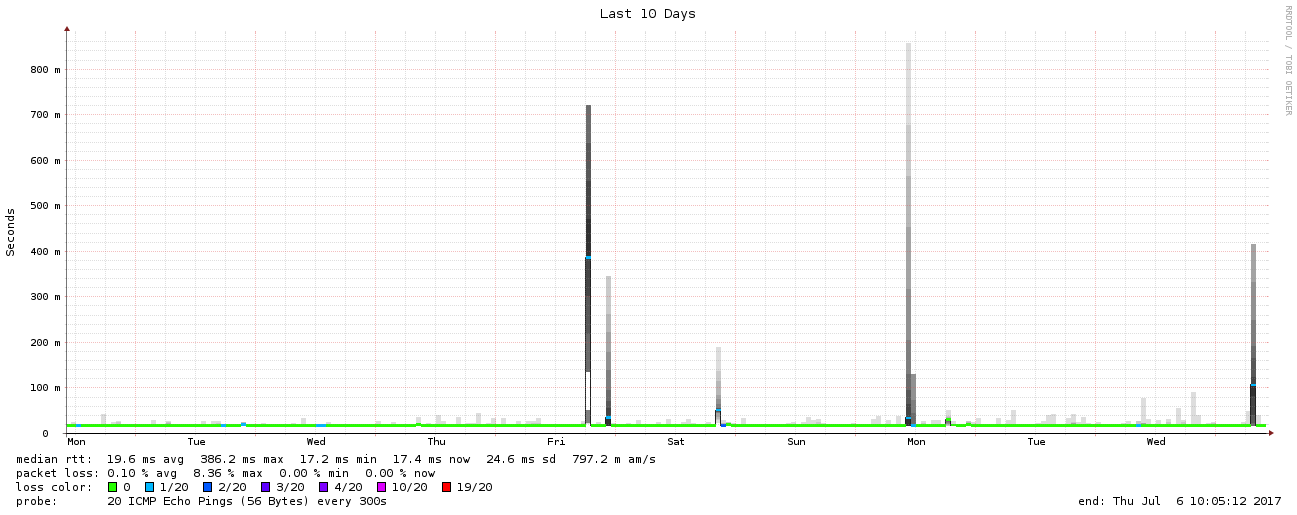 Last 10 Days
RRDTOOL / TOBI OETIKER
Seconds
800 m
700 m
600 m
500 m
400 m
300 m
200 m
100 m
0
Mon Tue Wed Thu Fri Sat Sun Mon Tue Wed
median rtt: 19.6 ms avg 386.2 ms max 17.2 ms min 17.4 ms now 24.6 ms sd 797.2 m am/s
packet loss: 0.10 % avg 8.36 % max 0.00 % min 0.00 % now
loss color: 0 1/20 2/20 3/20 4/20 10/20 19/20
probe: 20 ICMP Echo Pings (56 Bytes) every 300s end: Thu Jul 6 10:05:12 2017